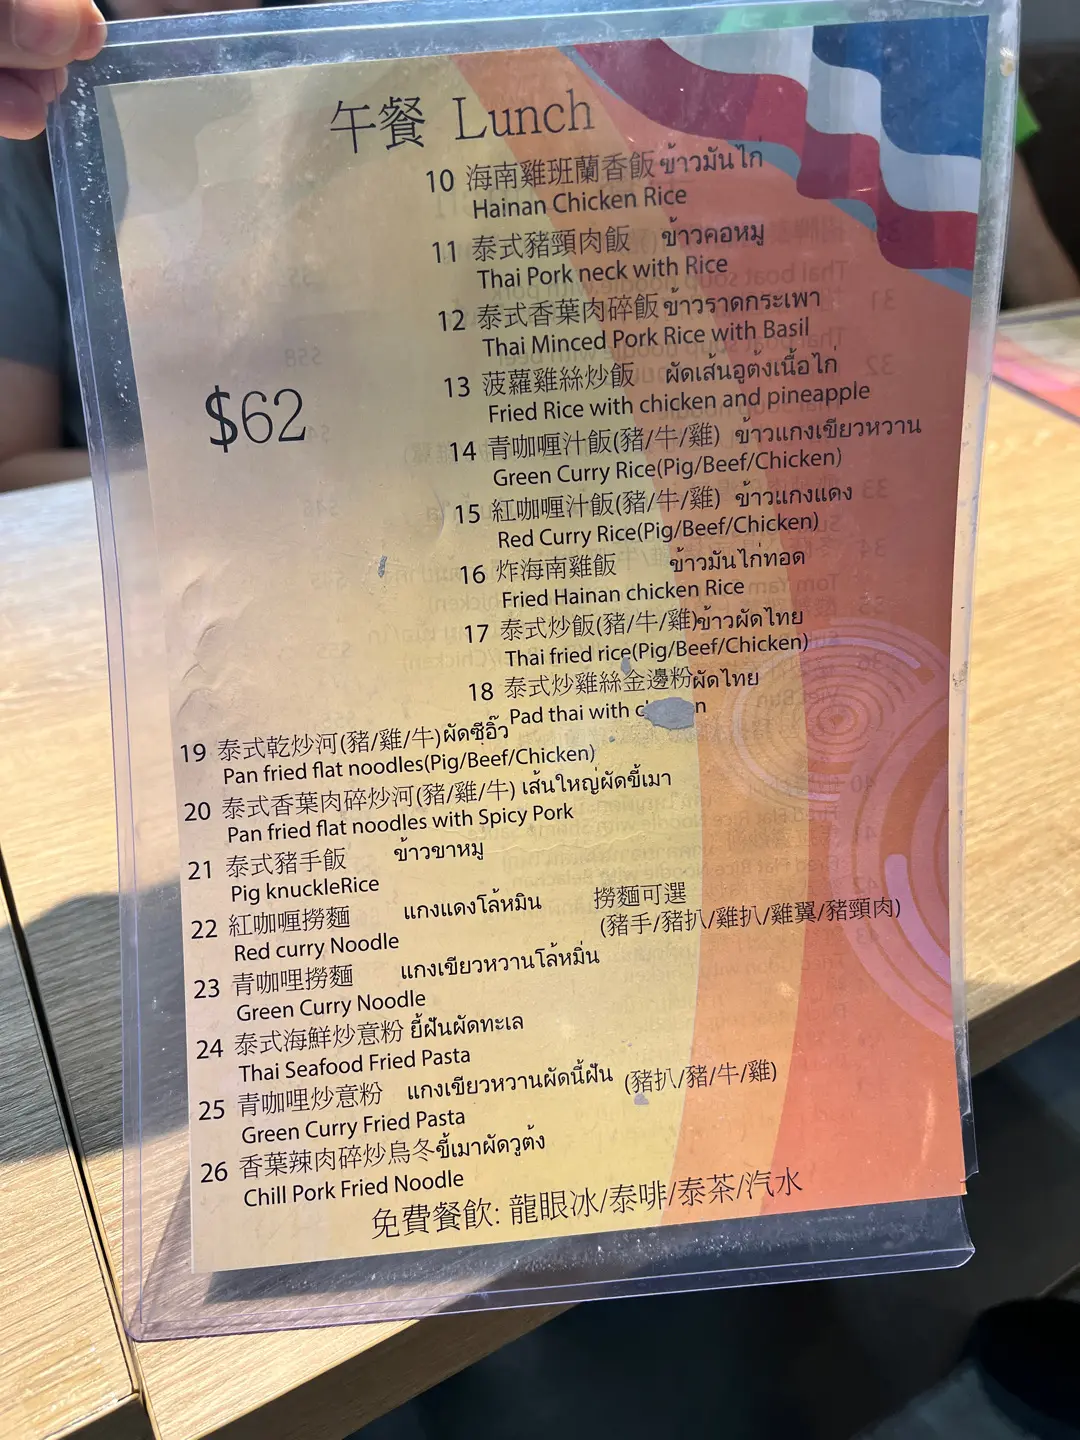 午餐 Lunch
10 海南雞班蘭香飯 ข้าวมันไก่
Hainan Chicken Rice
11 泰式豬頸肉飯 ข้าวคอหมู
Thai Pork neck with Rice
12 泰式香葉肉碎飯 ข้าวราดกระเพา
Thai Minced Pork Rice with Basil
13 菠蘿雞絲炒飯 ผัดเส้นอูต้งเนื้อไก่
Fried Rice with chicken and pineapple
$62
14 青咖喱汁飯(豬/牛/雞) ข้าวแกงเขียวหวาน
Green Curry Rice(Pig/Beef/Chicken)
15 紅咖喱汁飯(豬/牛/雞) ข้าวแกงแดง
Red Curry Rice(Pig/Beef/Chicken)
16 炸海南雞飯 ข้าวมันไก่ทอด
Fried Hainan chicken Rice
17 泰式炒飯(豬/牛/雞)ข้าวผัดไทย
Thai fried rice(Pig/Beef/Chicken)
18 泰式炒雞絲金邊粉ผัดไทย
Pad thai with
19 泰式乾炒河(豬/雞/牛)ผัดซีอิ๊ว
Pan fried flat noodles(Pig/Beef/Chicken)
20 泰式香葉肉碎炒河(豬/雞/牛) เส้นใหญ่ผัดขี้เมา
Pan fried flat noodles with Spicy Pork
21 泰式豬手飯 ข้าวขาหมู
Pig knuckleRice
22 紅咖喱撈麵 แกงแดงโล้หมิน 撈麵可選
Red curry Noodle (豬手/豬扒/雞扒/雞翼/豬頸肉)
23 青咖哩撈麵 แกงเขียวหวานโล้หมิ่น
Green Curry Noodle
24 泰式海鮮炒意粉 ยี้ฝันผัดทะเล
Thai Seafood Fried Pasta
25 青咖哩炒意粉 แกงเขียวหวานผัดนี้ฝัน (豬扒/豬/牛/雞)
Green Curry Fried Pasta
26 香葉辣肉碎炒烏冬ขี้เมาผัดวูต้ง
Chill Pork Fried Noodle
免費餐飲: 龍眼冰/泰啡/泰茶/汽水